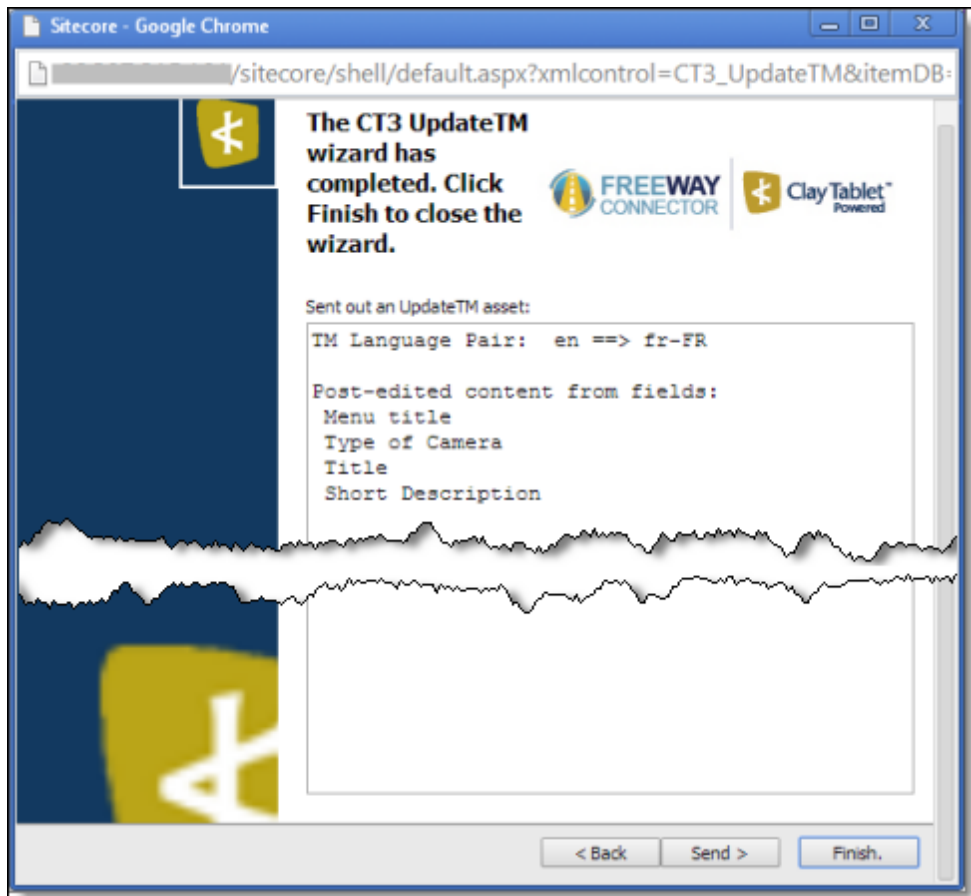 Sitecore - Google Chrome
/sitecore/shell/default.aspx?xmlcontrol=CT3_UpdateTM&itemDB=
The CT3 UpdateTM
wizard has
completed. Click
Finish to close the
wizard.
FREEWAY
CONNECTOR
Clay Tablet™
Powered
Sent out an UpdateTM asset:
TM Language Pair:  en ==> fr-FR
Post-edited content from fields:
Menu title
Type of Camera
Title
Short Description
< Back
Send >
Finish.